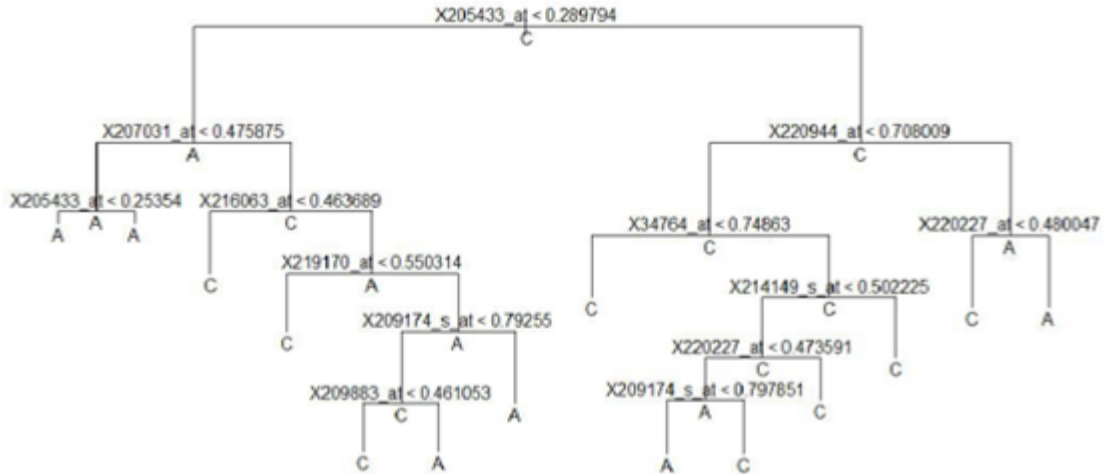 X205433_at < 0.289794
C
X207031_at < 0.475875
A
X220944_at < 0.708009
C
X205433_at < 0.25354
A
A
A
X216063_at < 0.463689
C
X34764_at < 0.74863
C
X220227_at < 0.480047
A
C
X219170_at < 0.550314
A
C
X214149_s_at < 0.502225
C
C
A
C
X209174_s_at < 0.79255
A
X220227_at < 0.473591
C
C
X209883_at < 0.461053
C
A
X209174_s_at < 0.797851
A
C
C
A
A
C